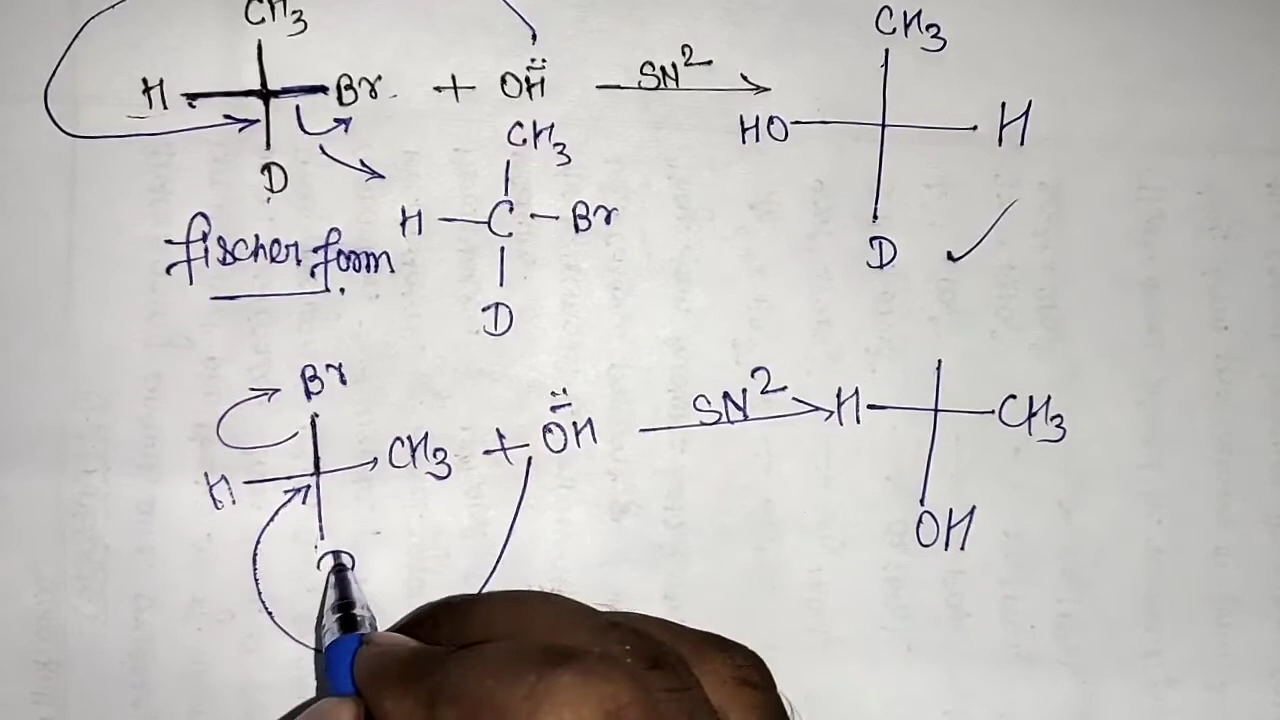 CH3
H Br + OH SN2 CH3
HO H
D
D
CH3
H C Br
D
fischer form
Br
H CH3 + OH SN2 H CH3
OH